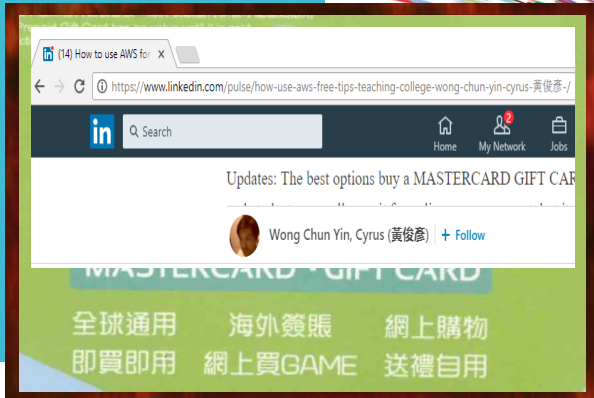 (14) How to use AWS for
https://www.linkedin.com/pulse/how-use-aws-free-tips-teaching-college-wong-chun-yin-cyrus-黃俊彥-/
in Search
Home My Network 2 Jobs
Updates: The best options buy a MASTERCARD GIFT CAR
Wong Chun Yin, Cyrus (黃俊彥) + Follow
MASTERCARD GIFT CARD
全球通用 海外簽賬 網上購物
即買即用 網上買GAME 送禮自用